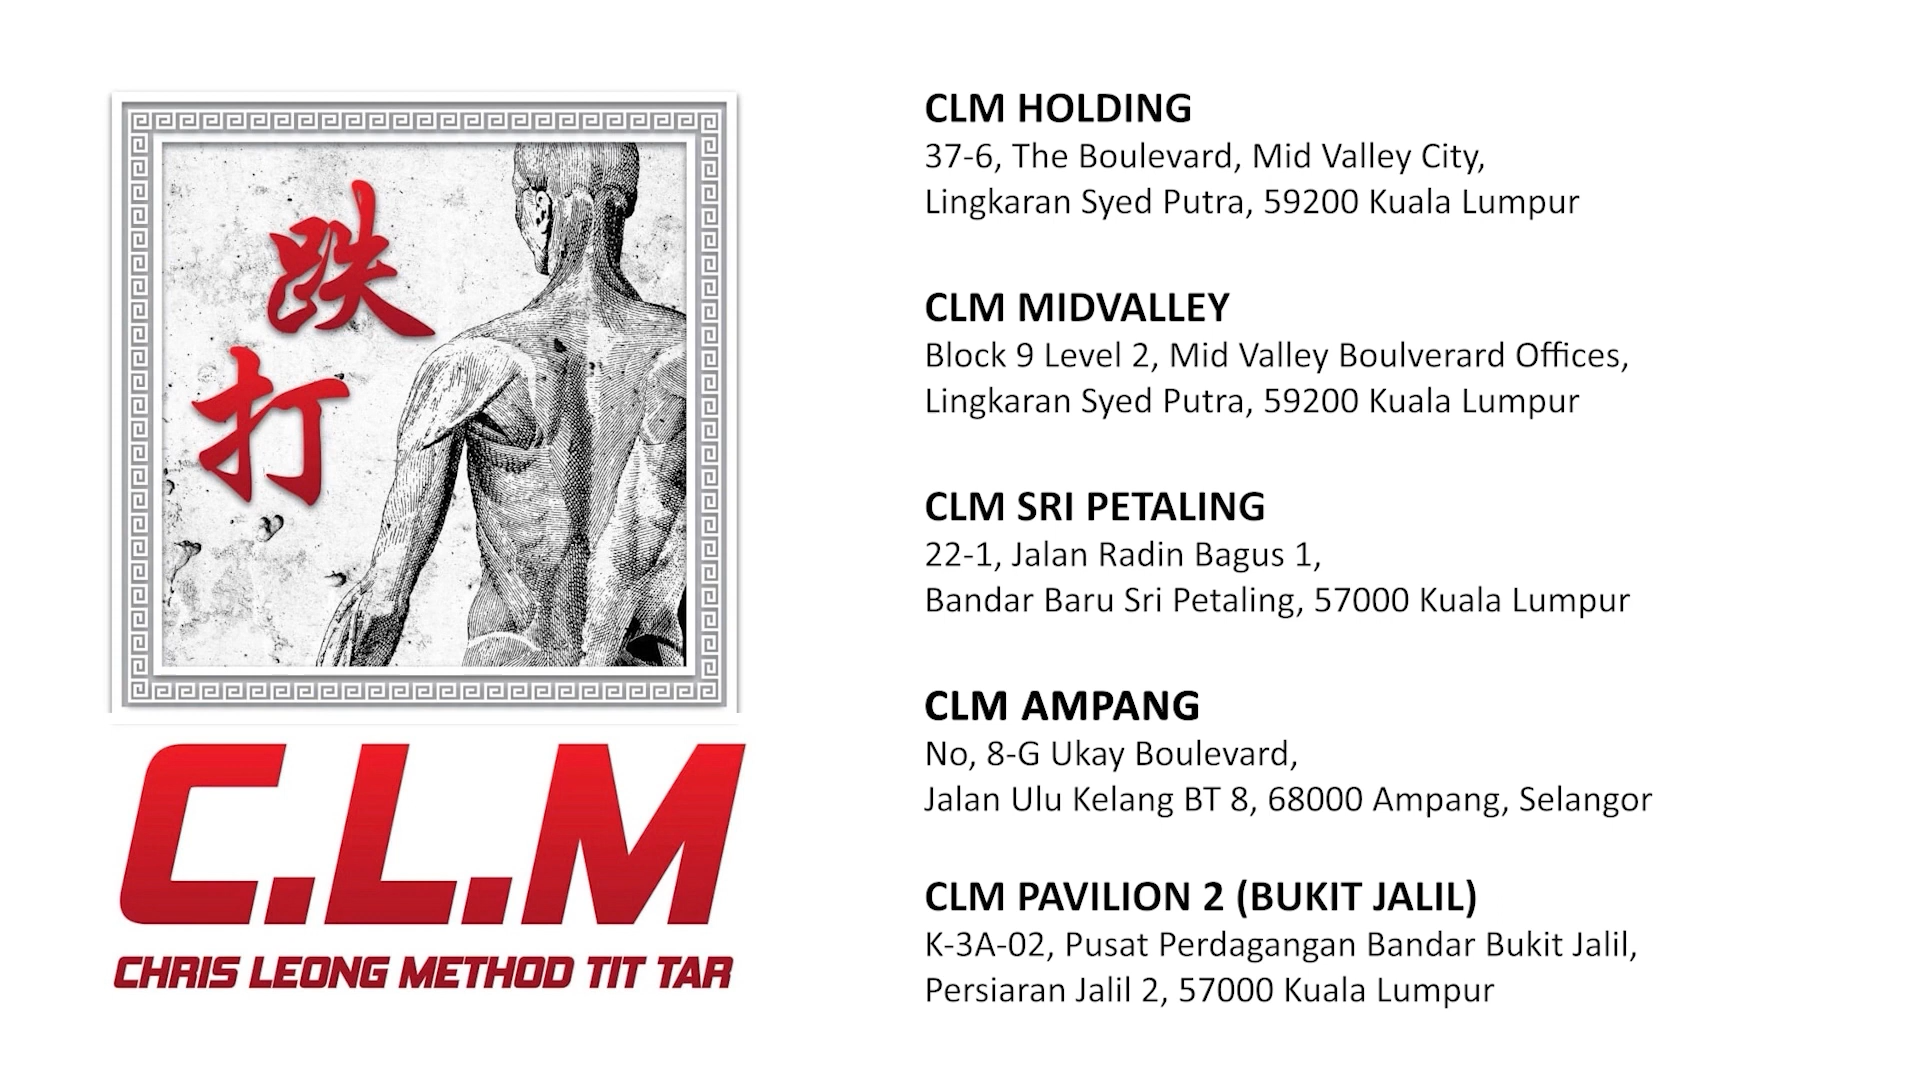 跌
打
C.L.M
CHRIS LEONG METHOD TIT TAR
CLM HOLDING
37-6, The Boulevard, Mid Valley City,
Lingkaran Syed Putra, 59200 Kuala Lumpur
CLM MIDVALLEY
Block 9 Level 2, Mid Valley Boulverard Offices,
Lingkaran Syed Putra, 59200 Kuala Lumpur
CLM SRI PETALING
22-1, Jalan Radin Bagus 1,
Bandar Baru Sri Petaling, 57000 Kuala Lumpur
CLM AMPANG
No, 8-G Ukay Boulevard,
Jalan Ulu Kelang BT 8, 68000 Ampang, Selangor
CLM PAVILION 2 (BUKIT JALIL)
K-3A-02, Pusat Perdagangan Bandar Bukit Jalil,
Persiaran Jalil 2, 57000 Kuala Lumpur